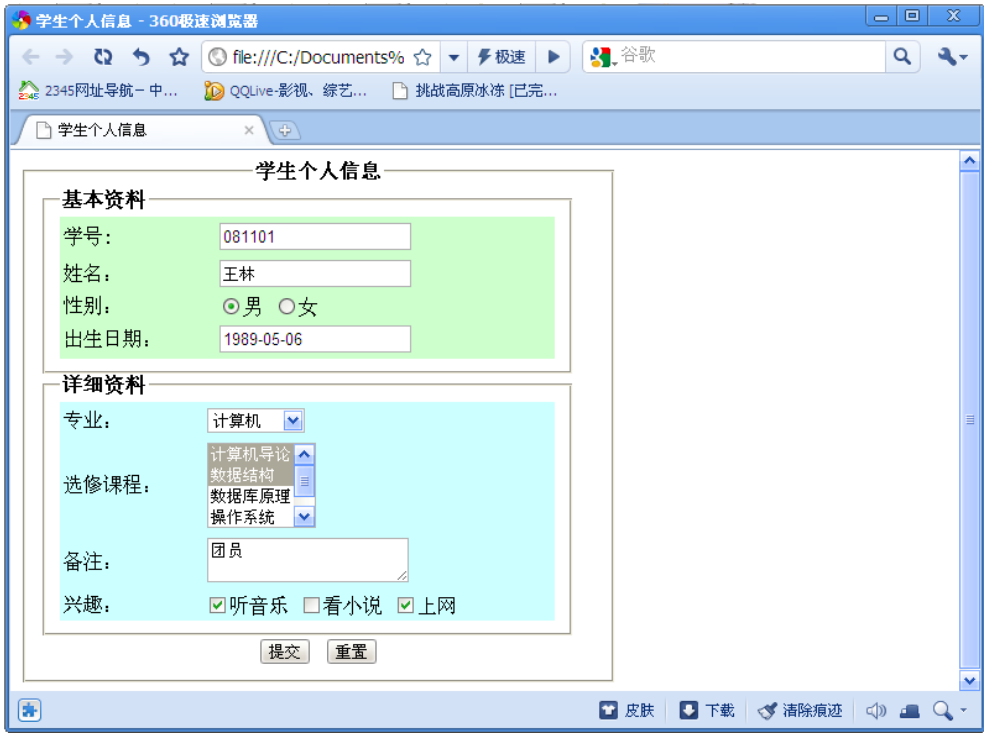 学生个人信息 - 360极速浏览器
file:///C:/Documents% 极速 谷歌
2345网址导航－中... QQLive-影视、综艺... 挑战高原冰冻 [已完...
学生个人信息
学生个人信息
基本资料
学号: 081101
姓名: 王林
性别: 男 女
出生日期: 1989-05-06
详细资料
专业: 计算机
选修课程: 计算机导论
数据结构
数据库原理
操作系统
备注: 团员
兴趣: 听音乐 看小说 上网
提交 重置
皮肤 下载 清除痕迹